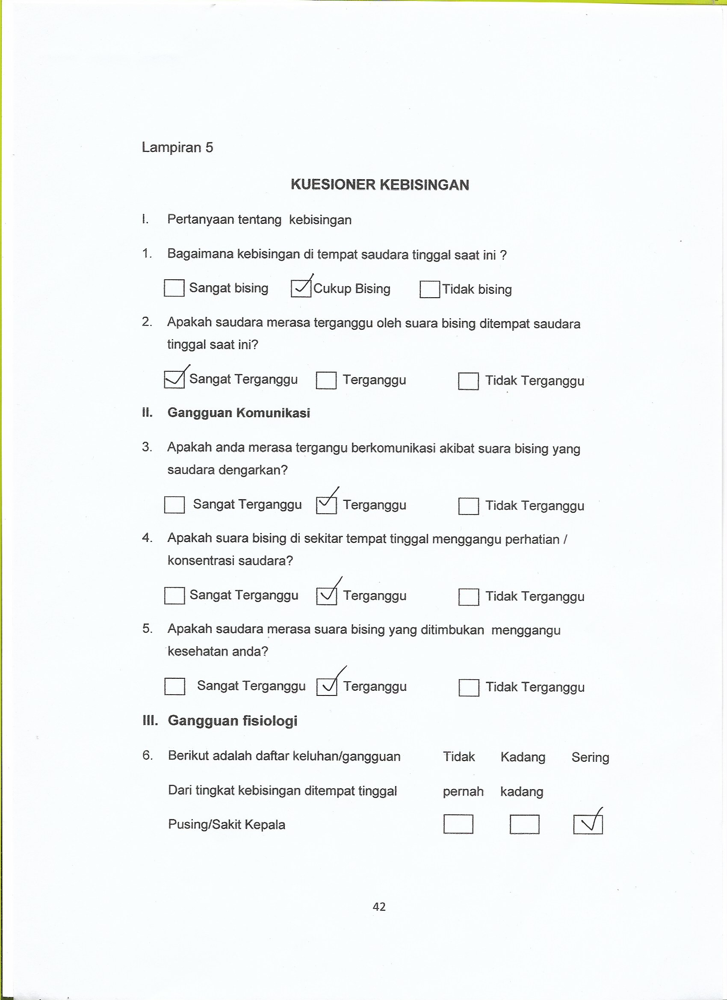 Lampiran 5
KUESIONER KEBISINGAN
I. Pertanyaan tentang kebisingan
1. Bagaimana kebisingan di tempat saudara tinggal saat ini ?
Sangat bising Cukup Bising Tidak bising
2. Apakah saudara merasa terganggu oleh suara bising ditempat saudara
tinggal saat ini?
Sangat Terganggu Terganggu Tidak Terganggu
II. Gangguan Komunikasi
3. Apakah anda merasa tergangu berkomunikasi akibat suara bising yang
saudara dengarkan?
Sangat Terganggu Terganggu Tidak Terganggu
4. Apakah suara bising di sekitar tempat tinggal menggangu perhatian /
konsentrasi saudara?
Sangat Terganggu Terganggu Tidak Terganggu
5. Apakah saudara merasa suara bising yang ditimbukan menggangu
kesehatan anda?
Sangat Terganggu Terganggu Tidak Terganggu
III. Gangguan fisiologi
6. Berikut adalah daftar keluhan/gangguan Tidak Kadang Sering
Dari tingkat kebisingan ditempat tinggal pernah kadang
Pusing/Sakit Kepala
42